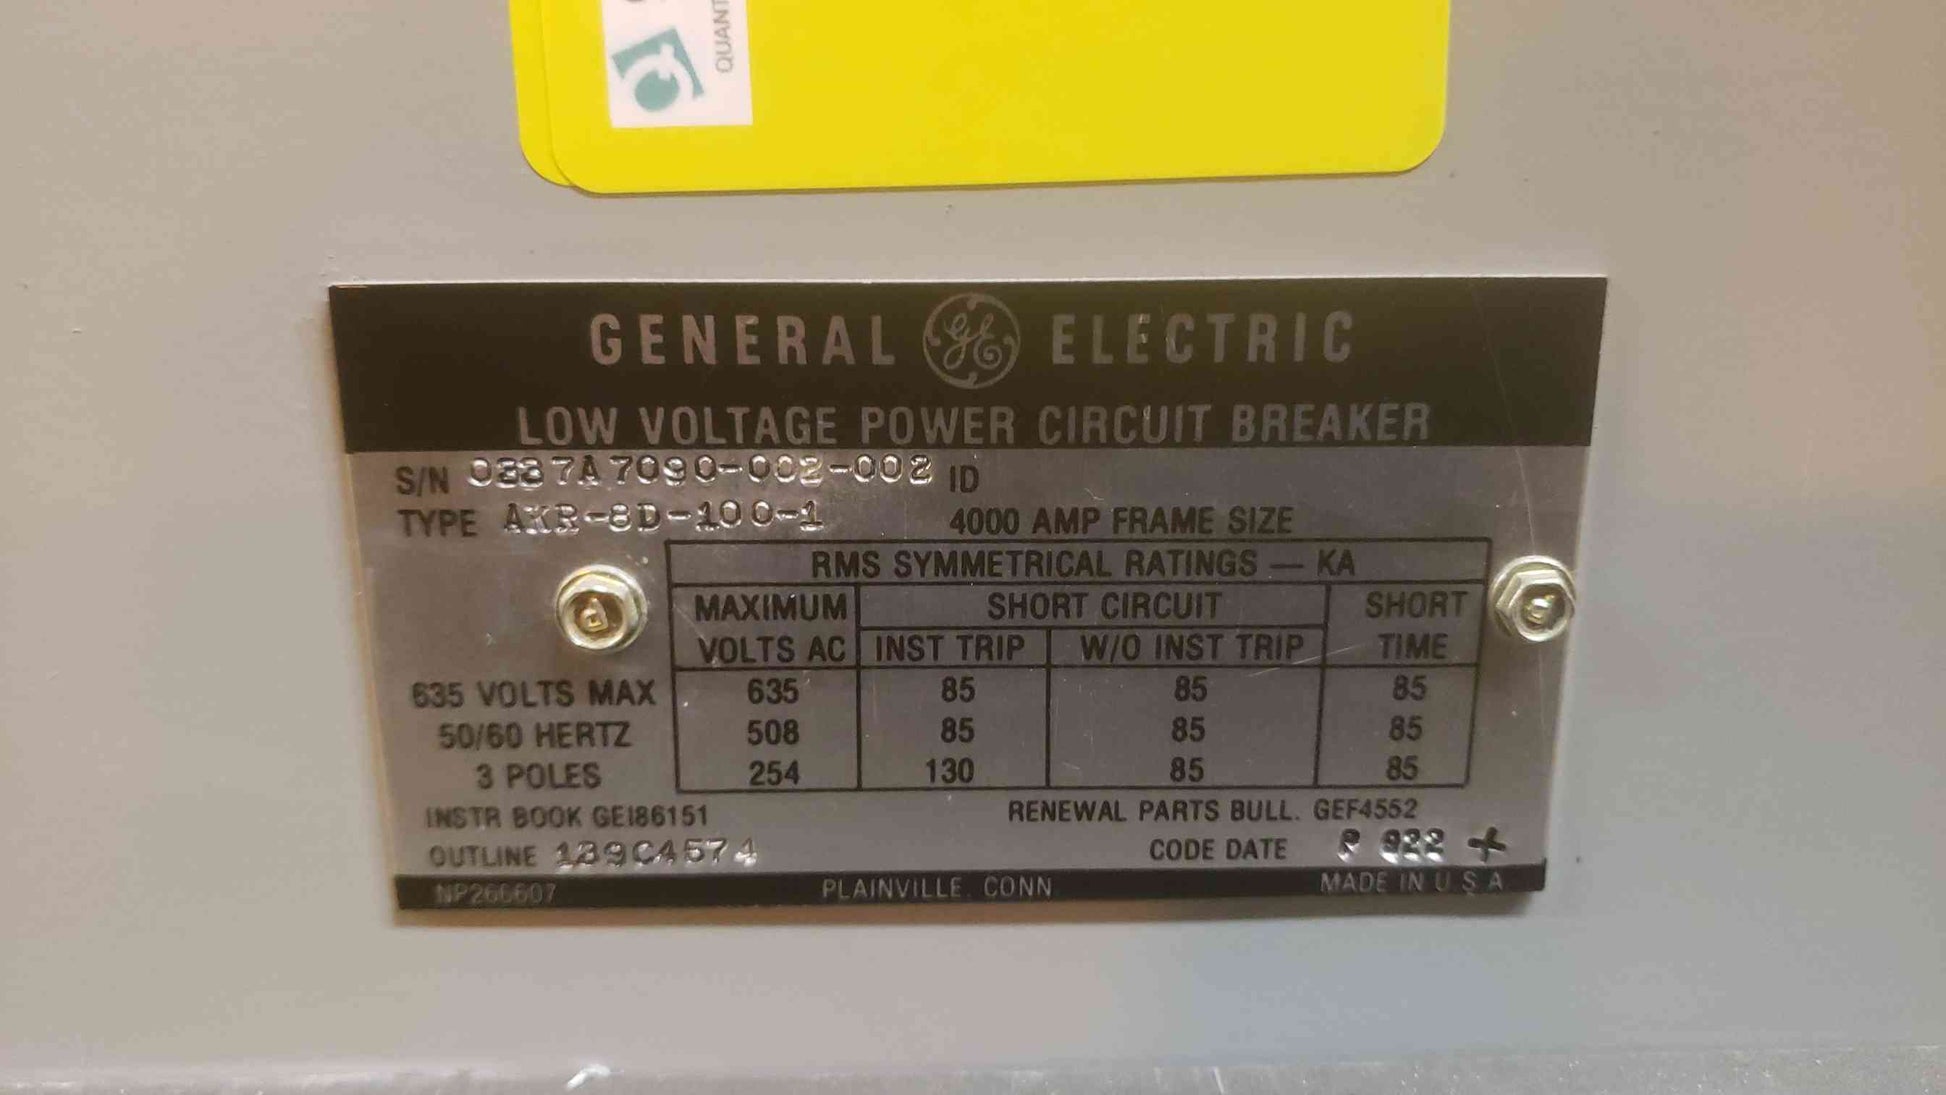 QUANT
GENERAL GE ELECTRIC
LOW VOLTAGE POWER CIRCUIT BREAKER
S/N 0337A7090-002-002 ID
TYPE AKR-8D-100-1 4000 AMP FRAME SIZE
RMS SYMMETRICAL RATINGS — KA
MAXIMUM SHORT CIRCUIT SHORT
VOLTS AC INST TRIP W/O INST TRIP TIME
635 VOLTS MAX 635 85 85 85
50/60 HERTZ 508 85 85 85
3 POLES 254 130 85 85
INSTR BOOK GEI86151 RENEWAL PARTS BULL. GEF4552
OUTLINE 139C4574 CODE DATE P 922 +
NP266607 PLAINVILLE. CONN MADE IN U S A